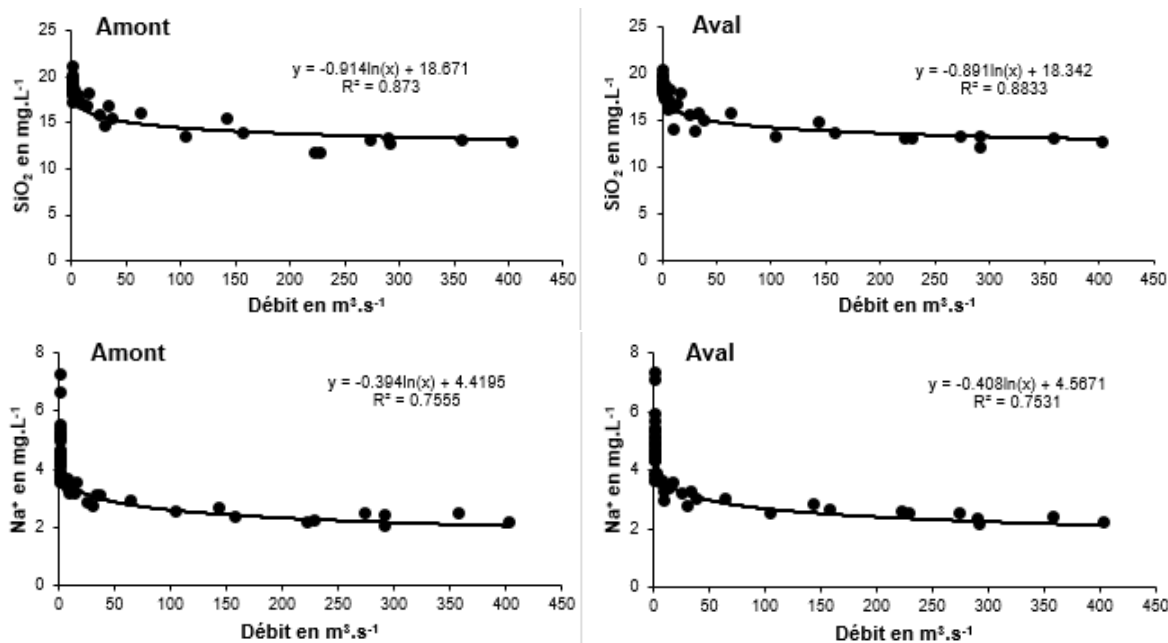 Amont
y = -0.914ln(x) + 18.671
R² = 0.873
SiO₂ en mg.L⁻¹
25
20
15
10
5
0
0 50 100 150 200 250 300 350 400 450
Débit en m³.s⁻¹
Aval
y = -0.891ln(x) + 18.342
R² = 0.8833
SiO₂ en mg.L⁻¹
25
20
15
10
5
0
0 50 100 150 200 250 300 350 400 450
Débit en m³.s⁻¹
Amont
y = -0.394ln(x) + 4.4195
R² = 0.7555
Na⁺ en mg.L⁻¹
8
6
4
2
0
0 50 100 150 200 250 300 350 400 450
Débit en m³.s⁻¹
Aval
y = -0.408ln(x) + 4.5671
R² = 0.7531
Na⁺ en mg.L⁻¹
8
6
4
2
0
0 50 100 150 200 250 300 350 400 450
Débit en m³.s⁻¹